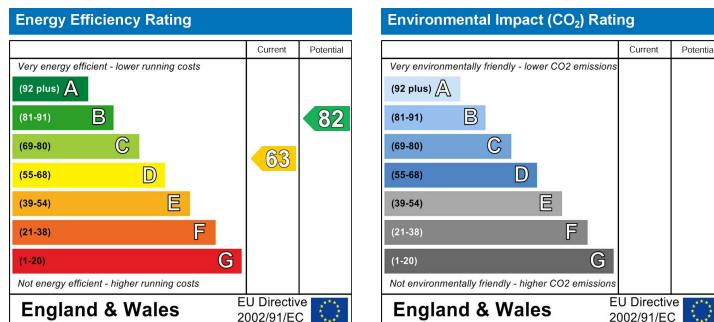 Energy Efficiency Rating
Current Potential
Very energy efficient - lower running costs
(92 plus) A
(81-91) B
82
(69-80) C
63
(55-68) D
(39-54) E
(21-38) F
(1-20) G
Not energy efficient - higher running costs
England & Wales
EU Directive
2002/91/EC
Environmental Impact (CO₂) Rating
Current Potential
Very environmentally friendly - lower CO2 emissions
(92 plus) A
(81-91) B
(69-80) C
(55-68) D
(39-54) E
(21-38) F
(1-20) G
Not environmentally friendly - higher CO2 emissions
England & Wales
EU Directive
2002/91/EC